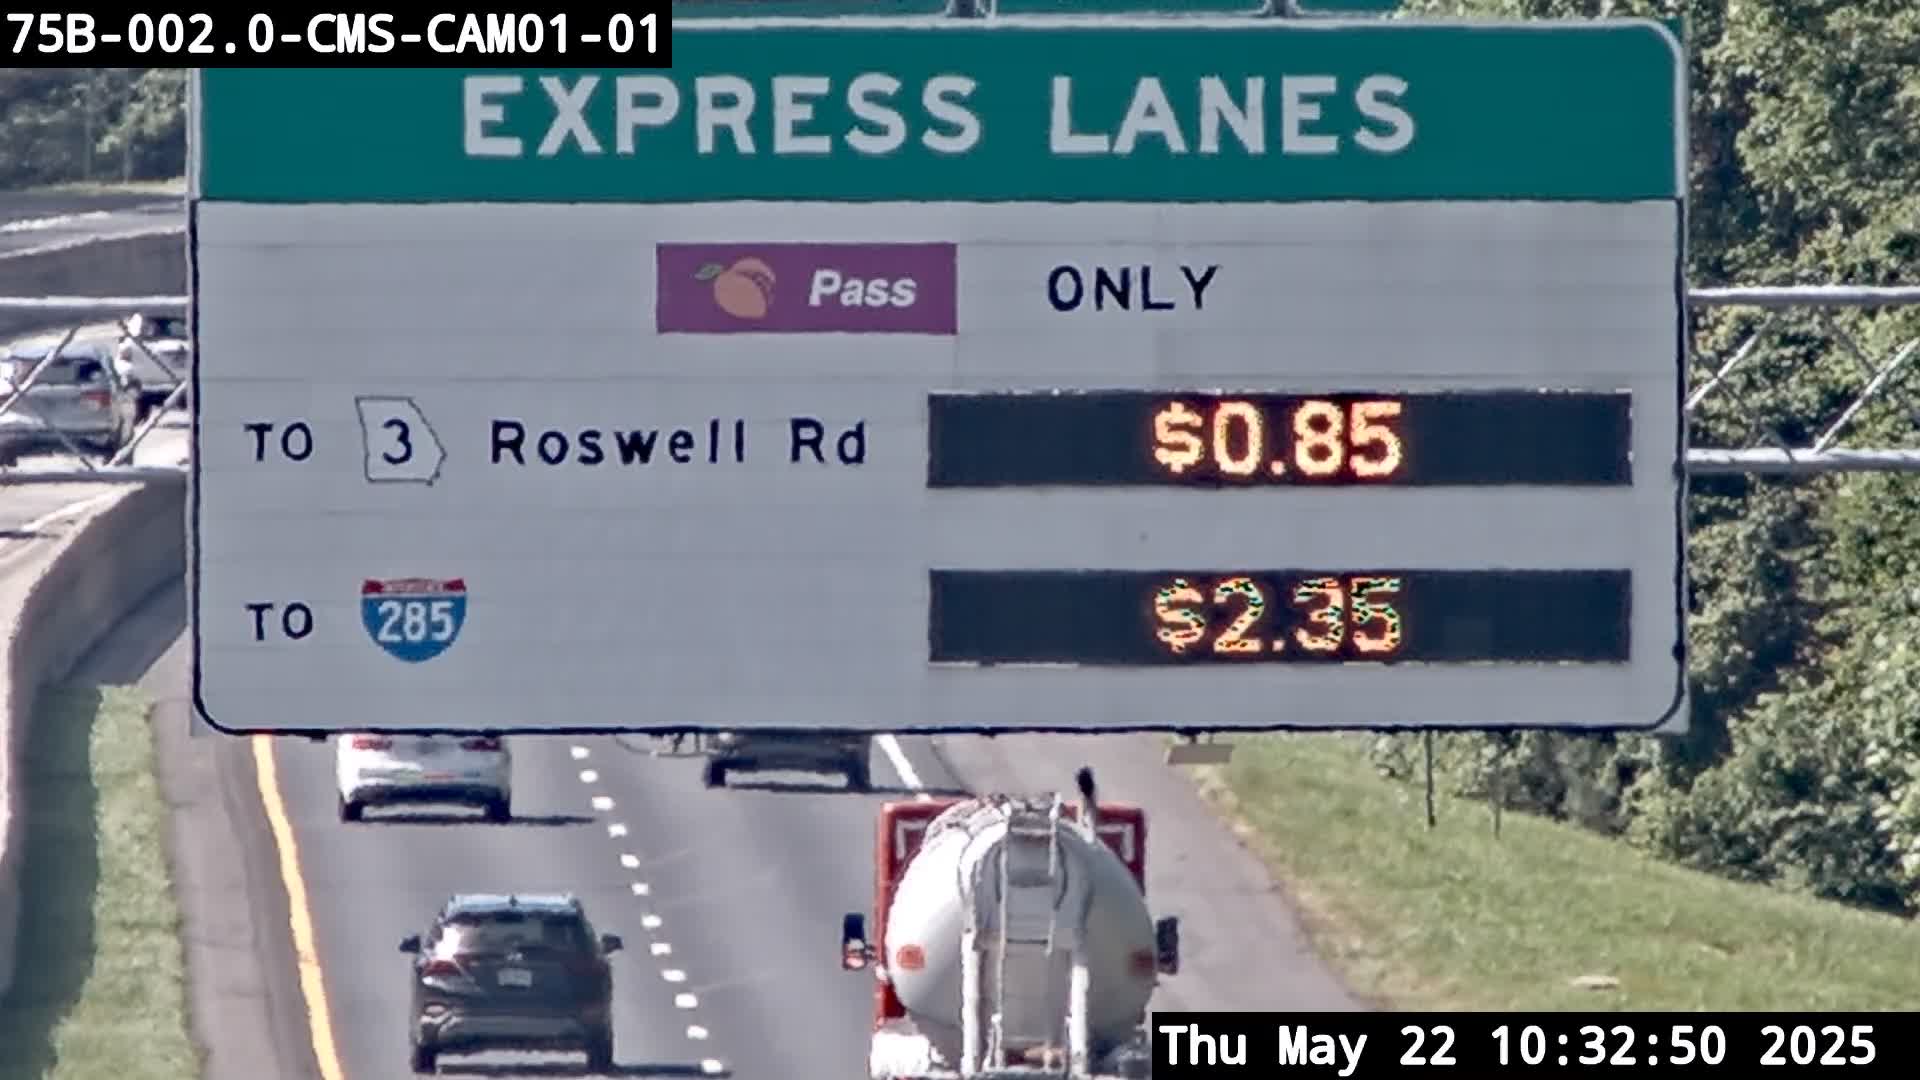 75B-002.0-CMS-CAM01-01
EXPRESS LANES
Pass ONLY
TO 3 Roswell Rd $0.85
TO 285 $2.35
Thu May 22 10:32:50 2025